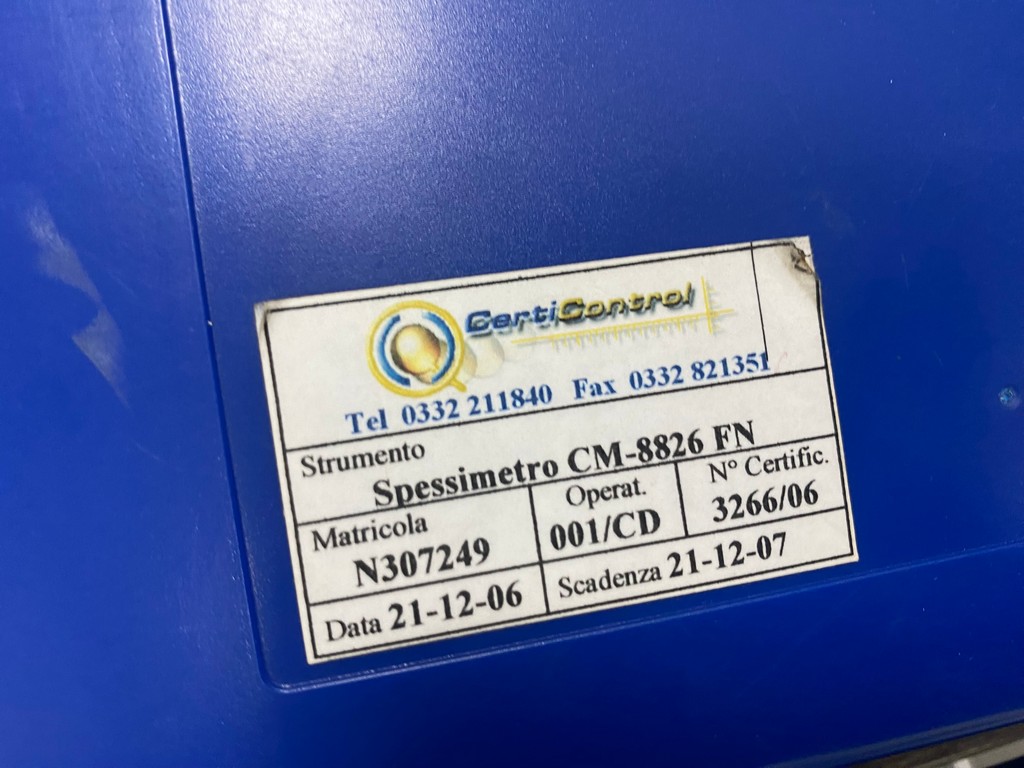 CertiControl
Tel 0332 211840 Fax 0332 821351
Strumento
Spessimetro CM-8826 FN
Matricola
N307249
Operat.
001/CD
N° Certific.
3266/06
Data 21-12-06
Scadenza 21-12-07